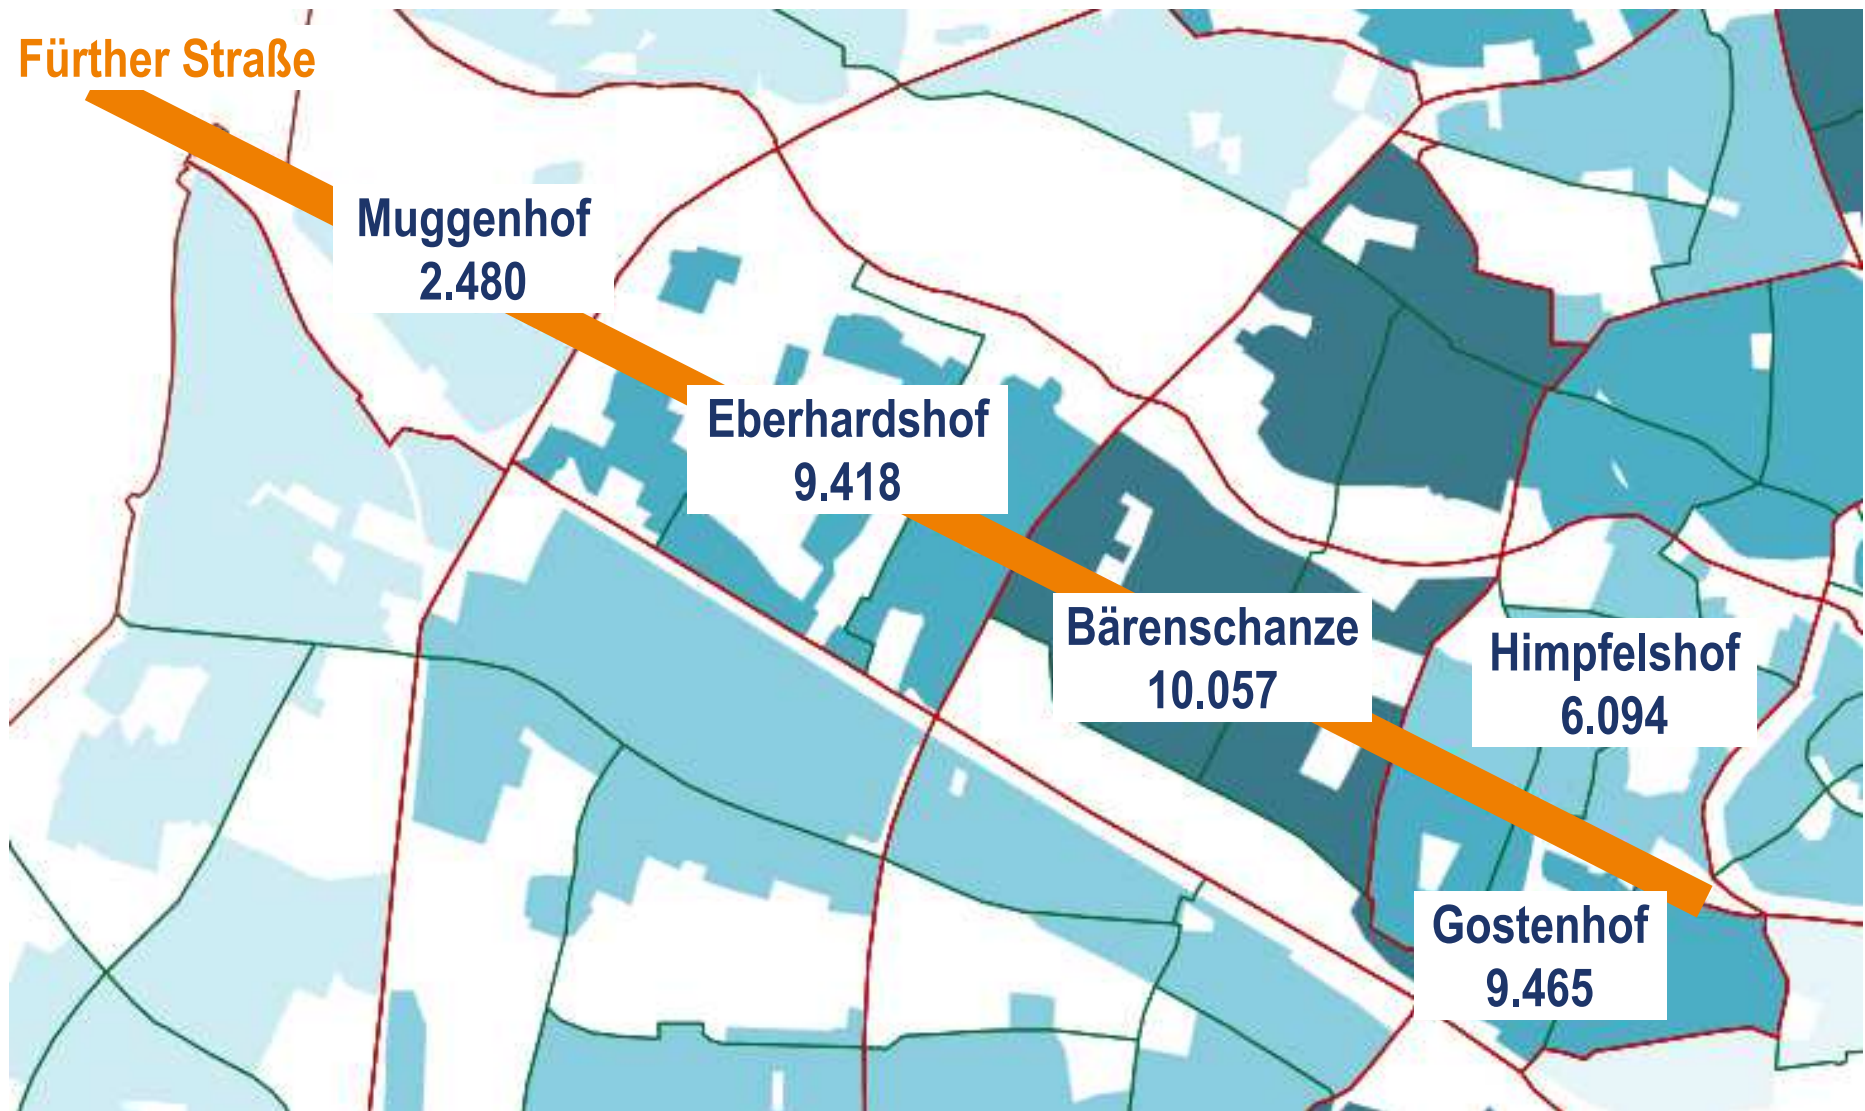 Fürther Straße
Muggenhof
2.480
Eberhardshof
9.418
Bärenschanze
10.057
Himpfelshof
6.094
Gostenhof
9.465